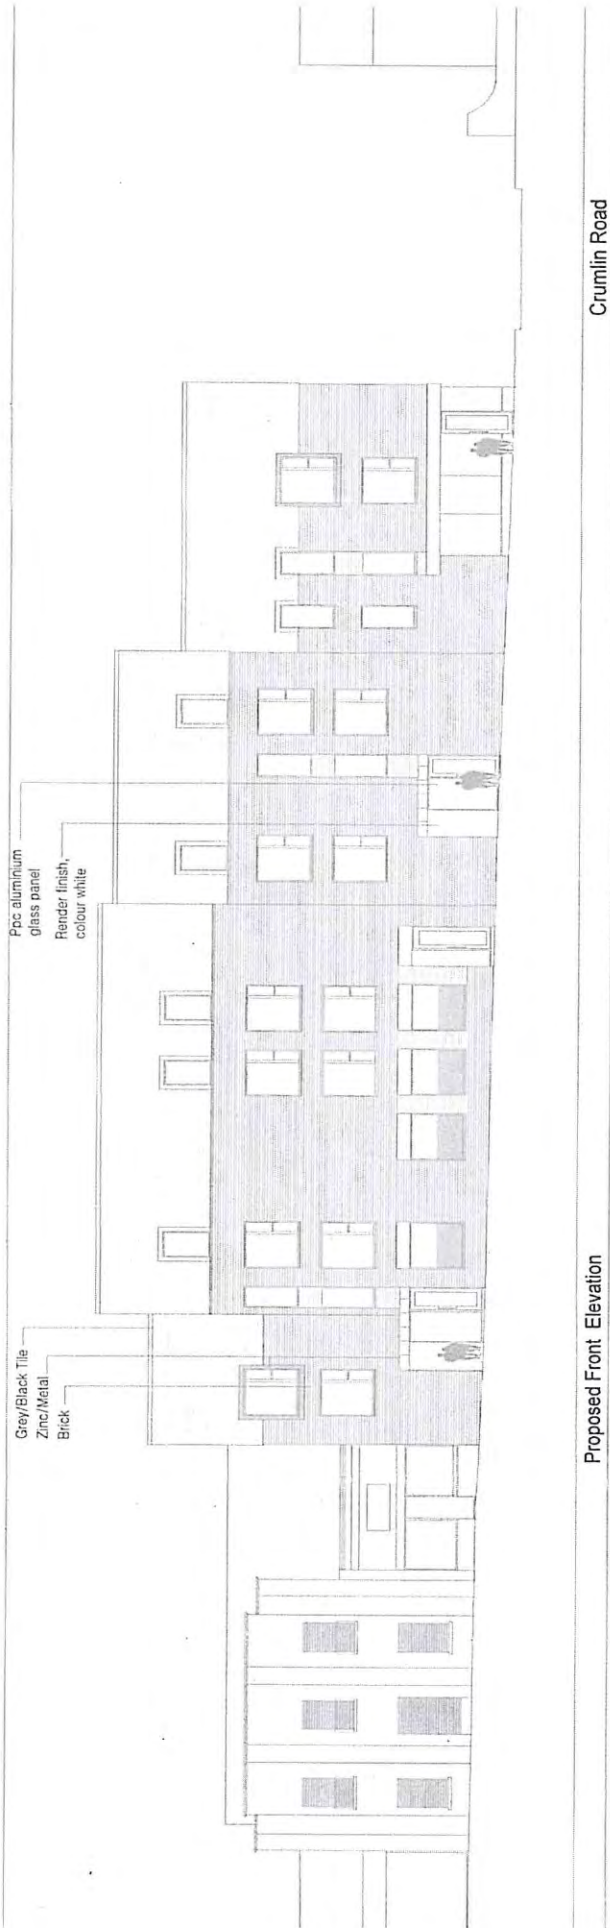 Grey/Black Tile
Zinc/Metal
Brick
Ppc aluminium
glass panel
Render finish,
colour white
Proposed Front Elevation
Crumlin Road